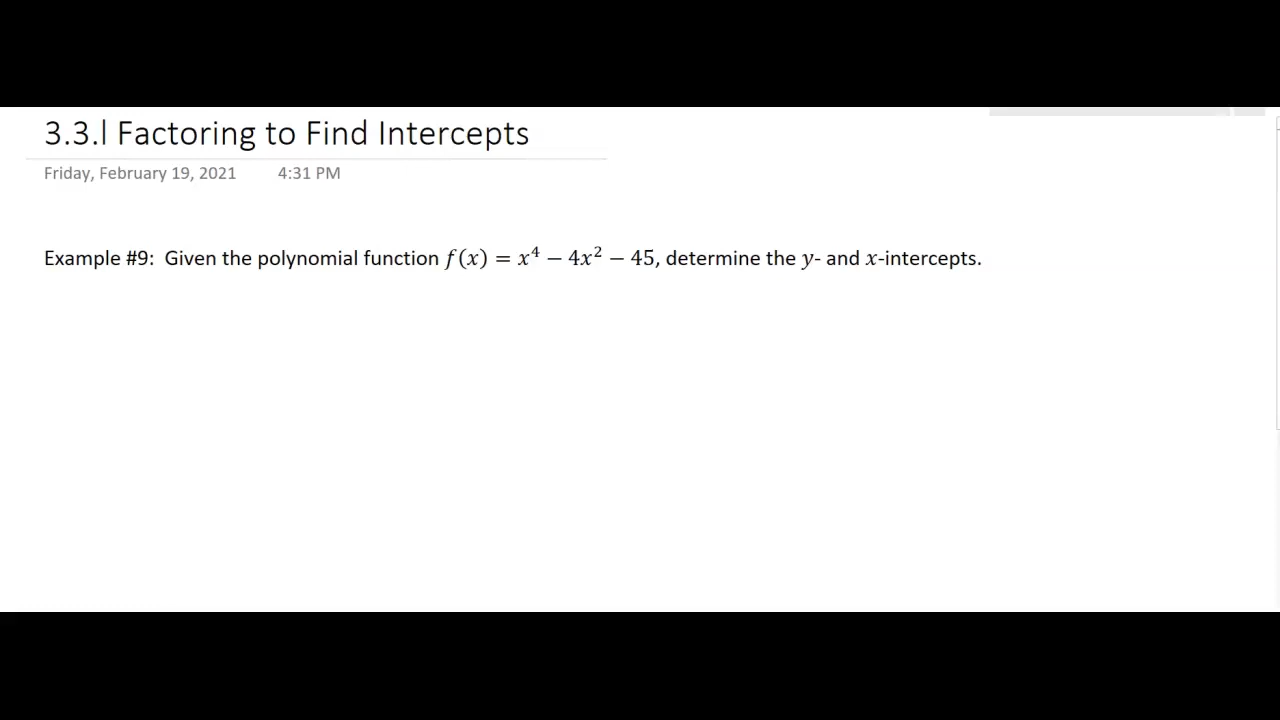 3.3.l Factoring to Find Intercepts
Friday, February 19, 2021 4:31 PM
Example #9: Given the polynomial function f(x) = x⁴ − 4x² − 45, determine the y- and x-intercepts.